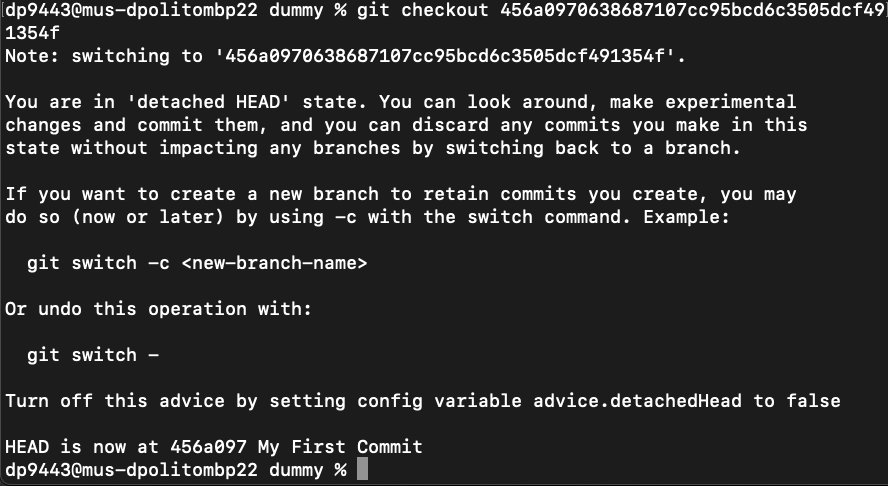 [dp9443@mus-dpolitombp22 dummy % git checkout 456a0970638687107cc95bcd6c3505dcf49
1354f
Note: switching to '456a0970638687107cc95bcd6c3505dcf491354f'.
You are in 'detached HEAD' state. You can look around, make experimental
changes and commit them, and you can discard any commits you make in this
state without impacting any branches by switching back to a branch.
If you want to create a new branch to retain commits you create, you may
do so (now or later) by using -c with the switch command. Example:
git switch -c <new-branch-name>
Or undo this operation with:
git switch -
Turn off this advice by setting config variable advice.detachedHead to false
HEAD is now at 456a097 My First Commit
dp9443@mus-dpolitombp22 dummy %